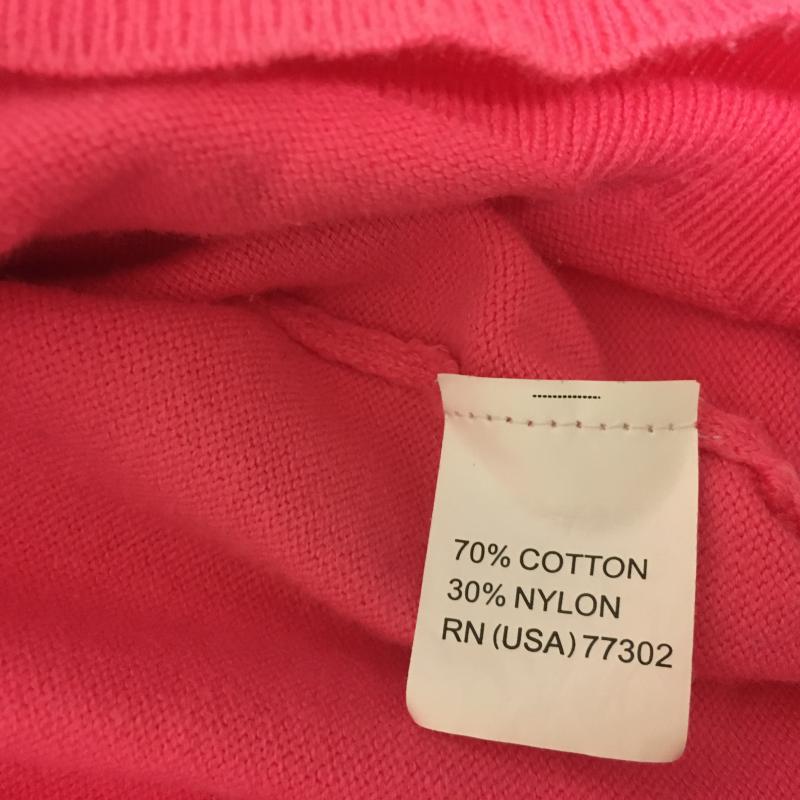 70% COTTON
30% NYLON
RN (USA) 77302